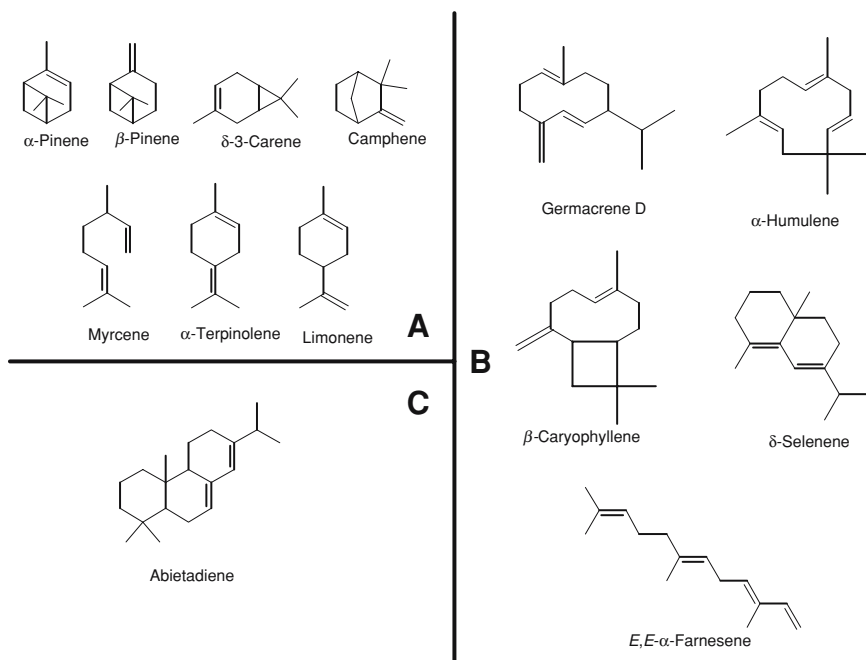 α-Pinene
β-Pinene
δ-3-Carene
Camphene
Myrcene
α-Terpinolene
Limonene
A
C
Abietadiene
B
Germacrene D
α-Humulene
β-Caryophyllene
δ-Selenene
E,E-α-Farnesene